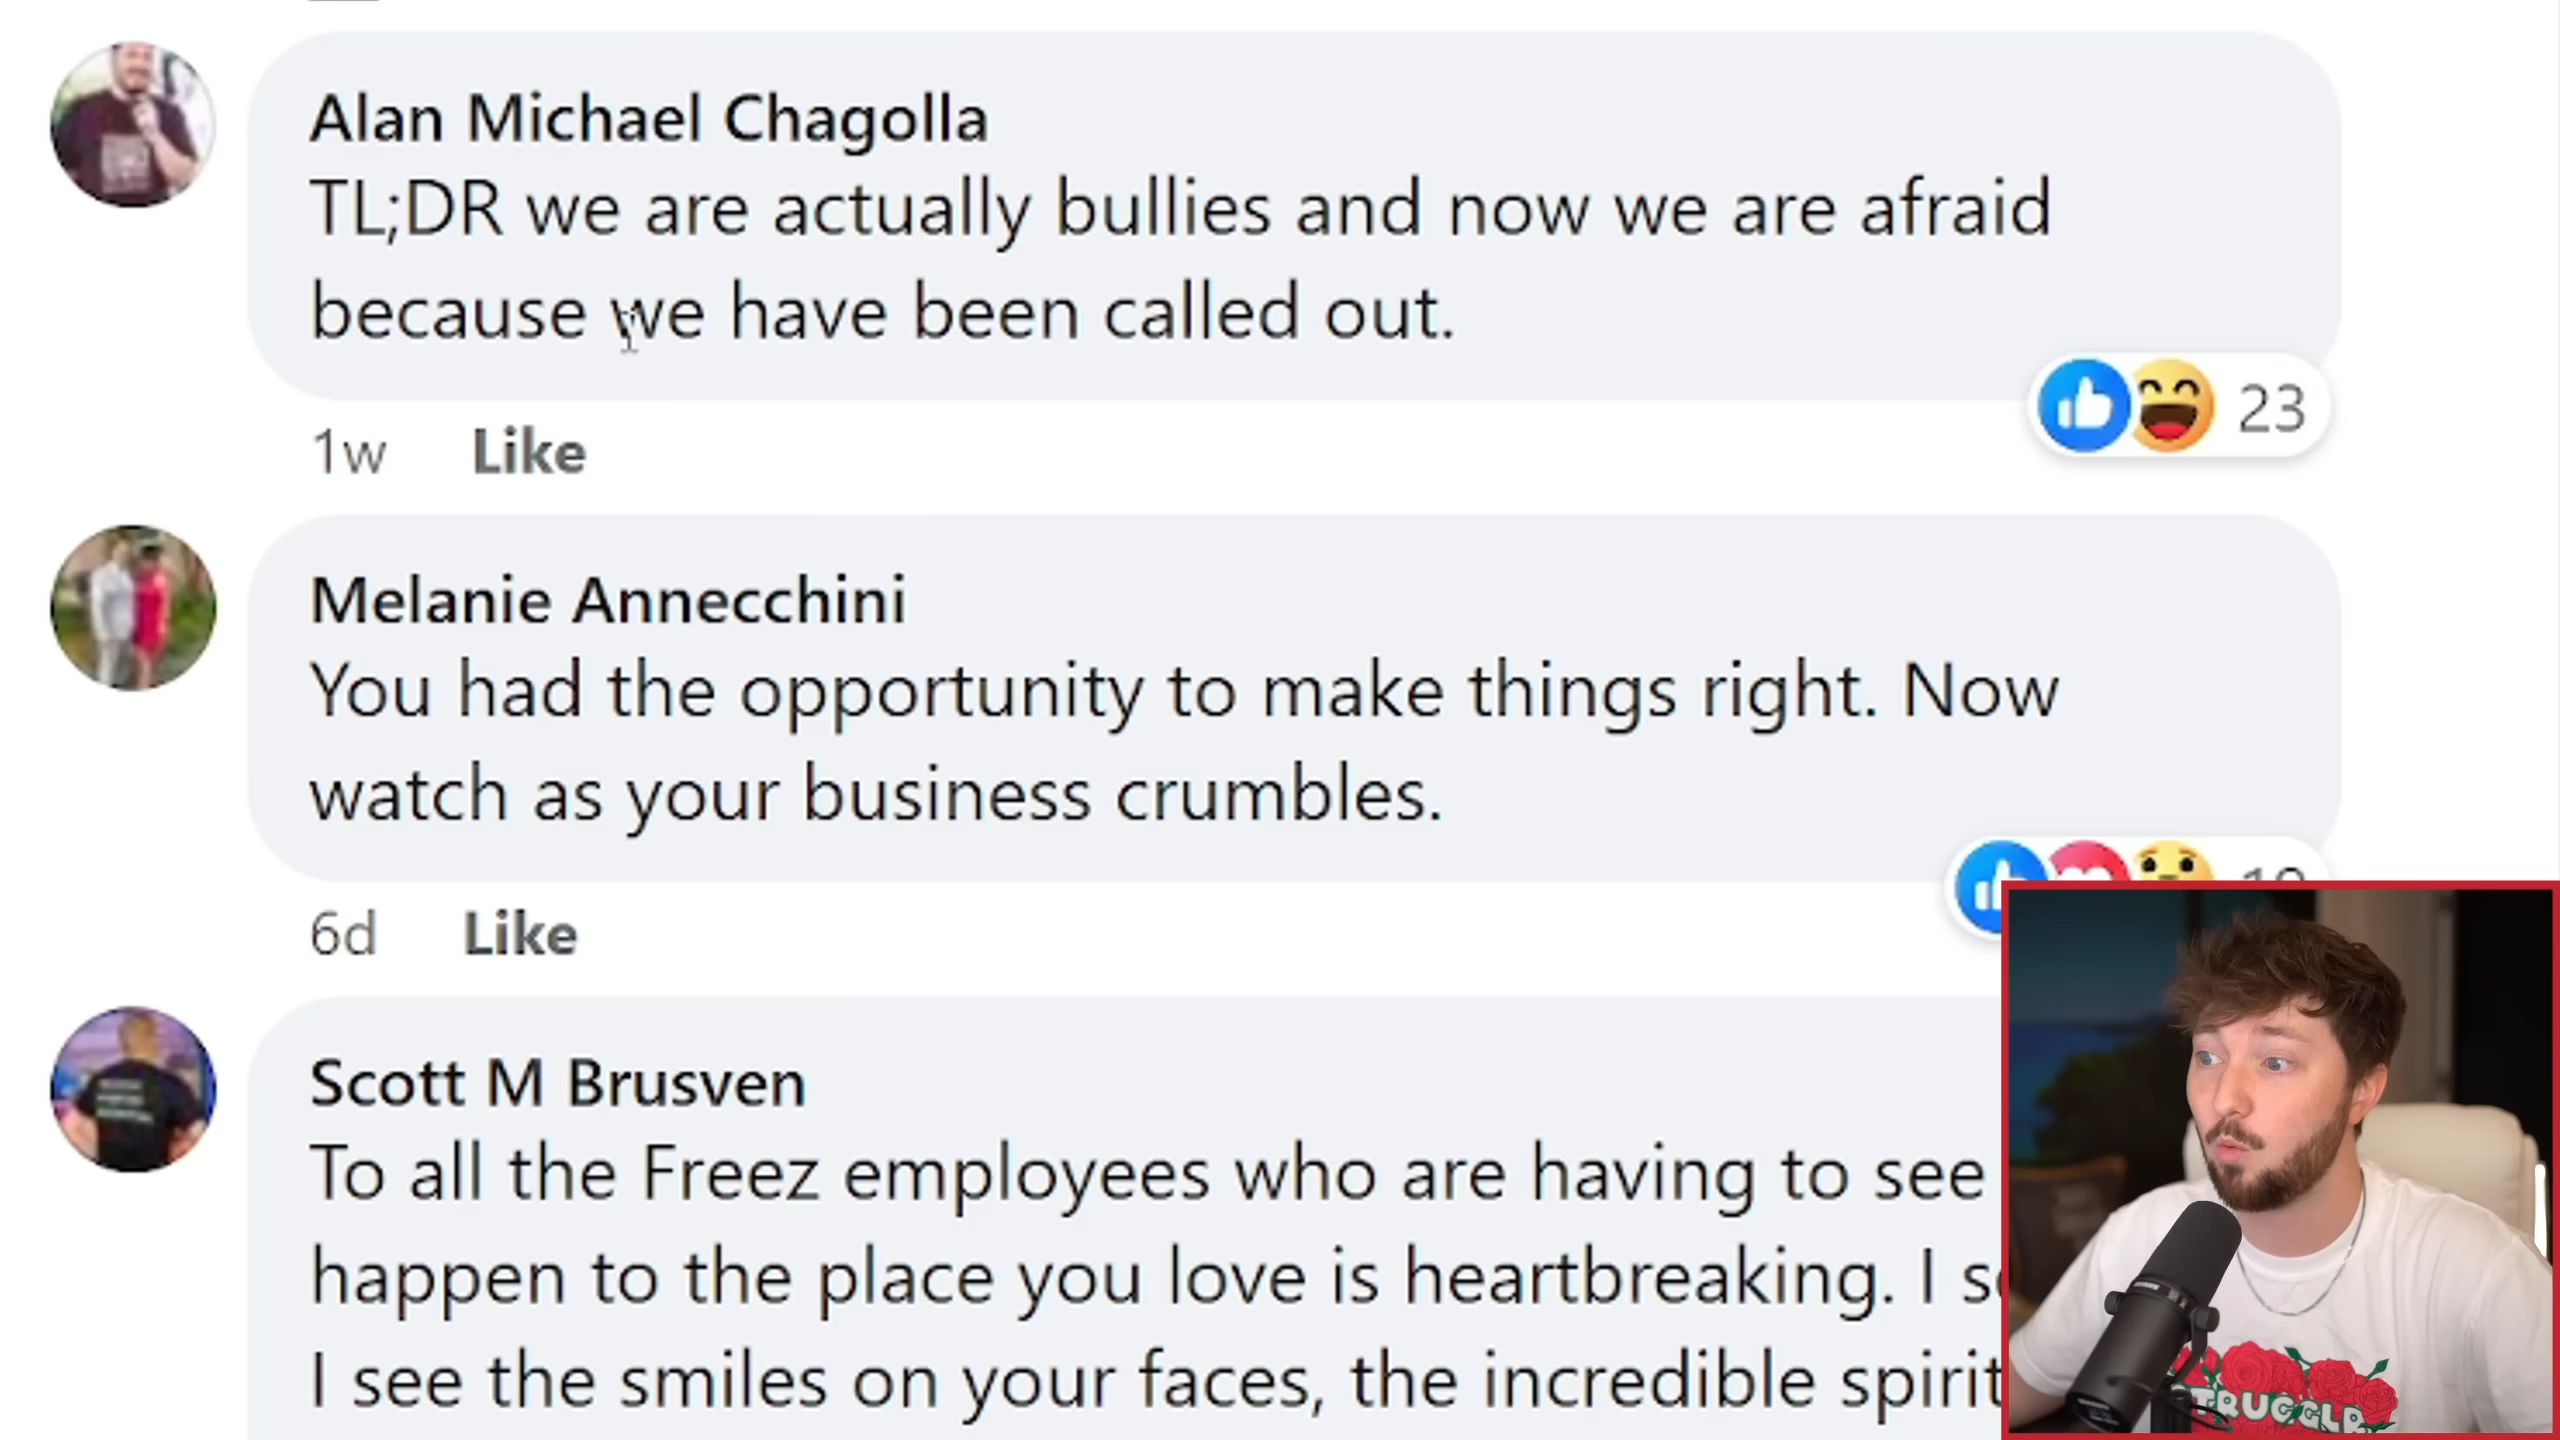 Alan Michael Chagolla
TL;DR we are actually bullies and now we are afraid
because we have been called out.
23
1w Like
Melanie Annecchini
You had the opportunity to make things right. Now
watch as your business crumbles.
6d Like
Scott M Brusven
To all the Freez employees who are having to see
happen to the place you love is heartbreaking. I
I see the smiles on your faces, the incredible spirit